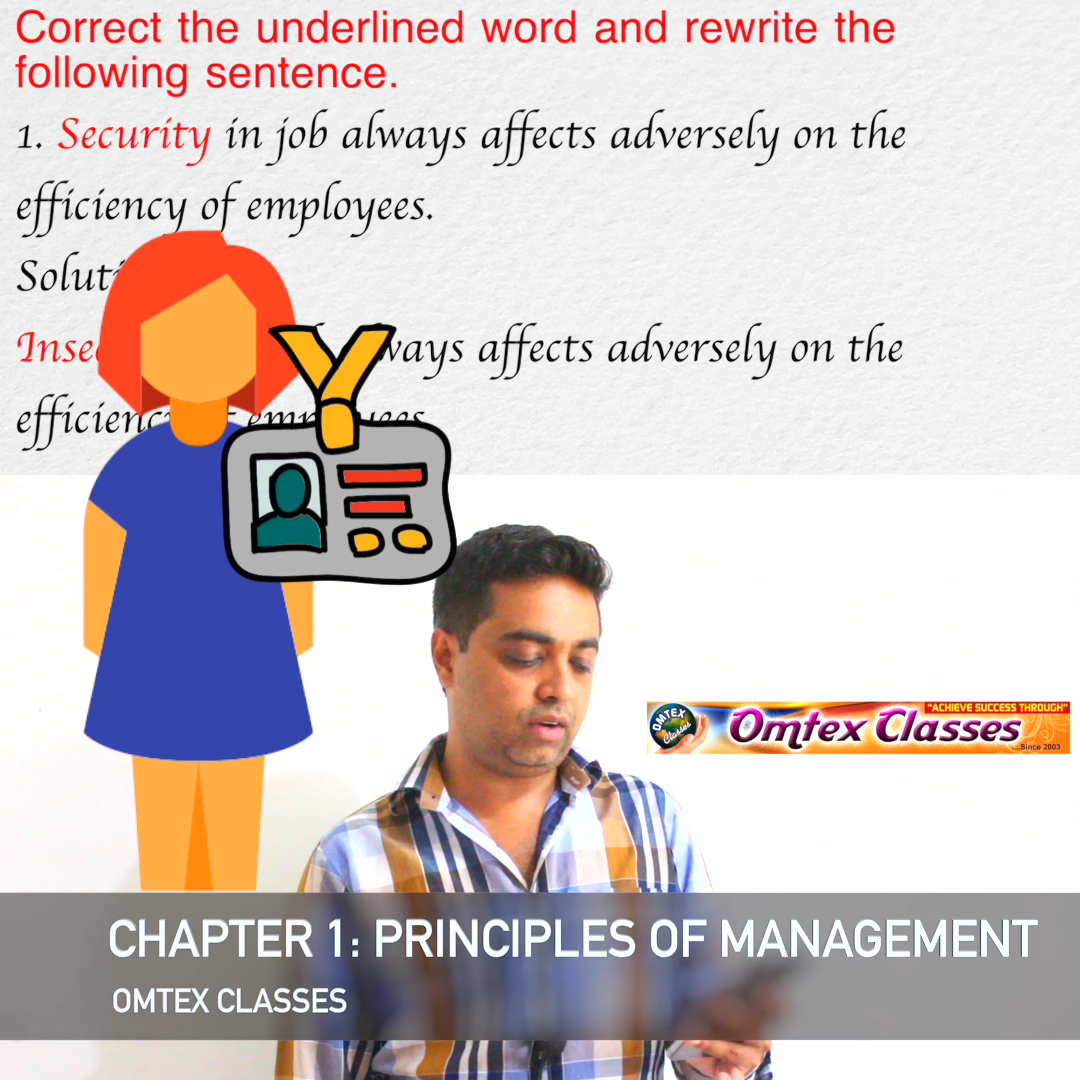 Correct the underlined word and rewrite the
following sentence.
1. Security in job always affects adversely on the
efficiency of employees.
affects adversely on the
OMTEX
Classes
"ACHIEVE SUCCESS THROUGH"
Omtex Classes
Since 2003
CHAPTER 1: PRINCIPLES OF MANAGEMENT
OMTEX CLASSES